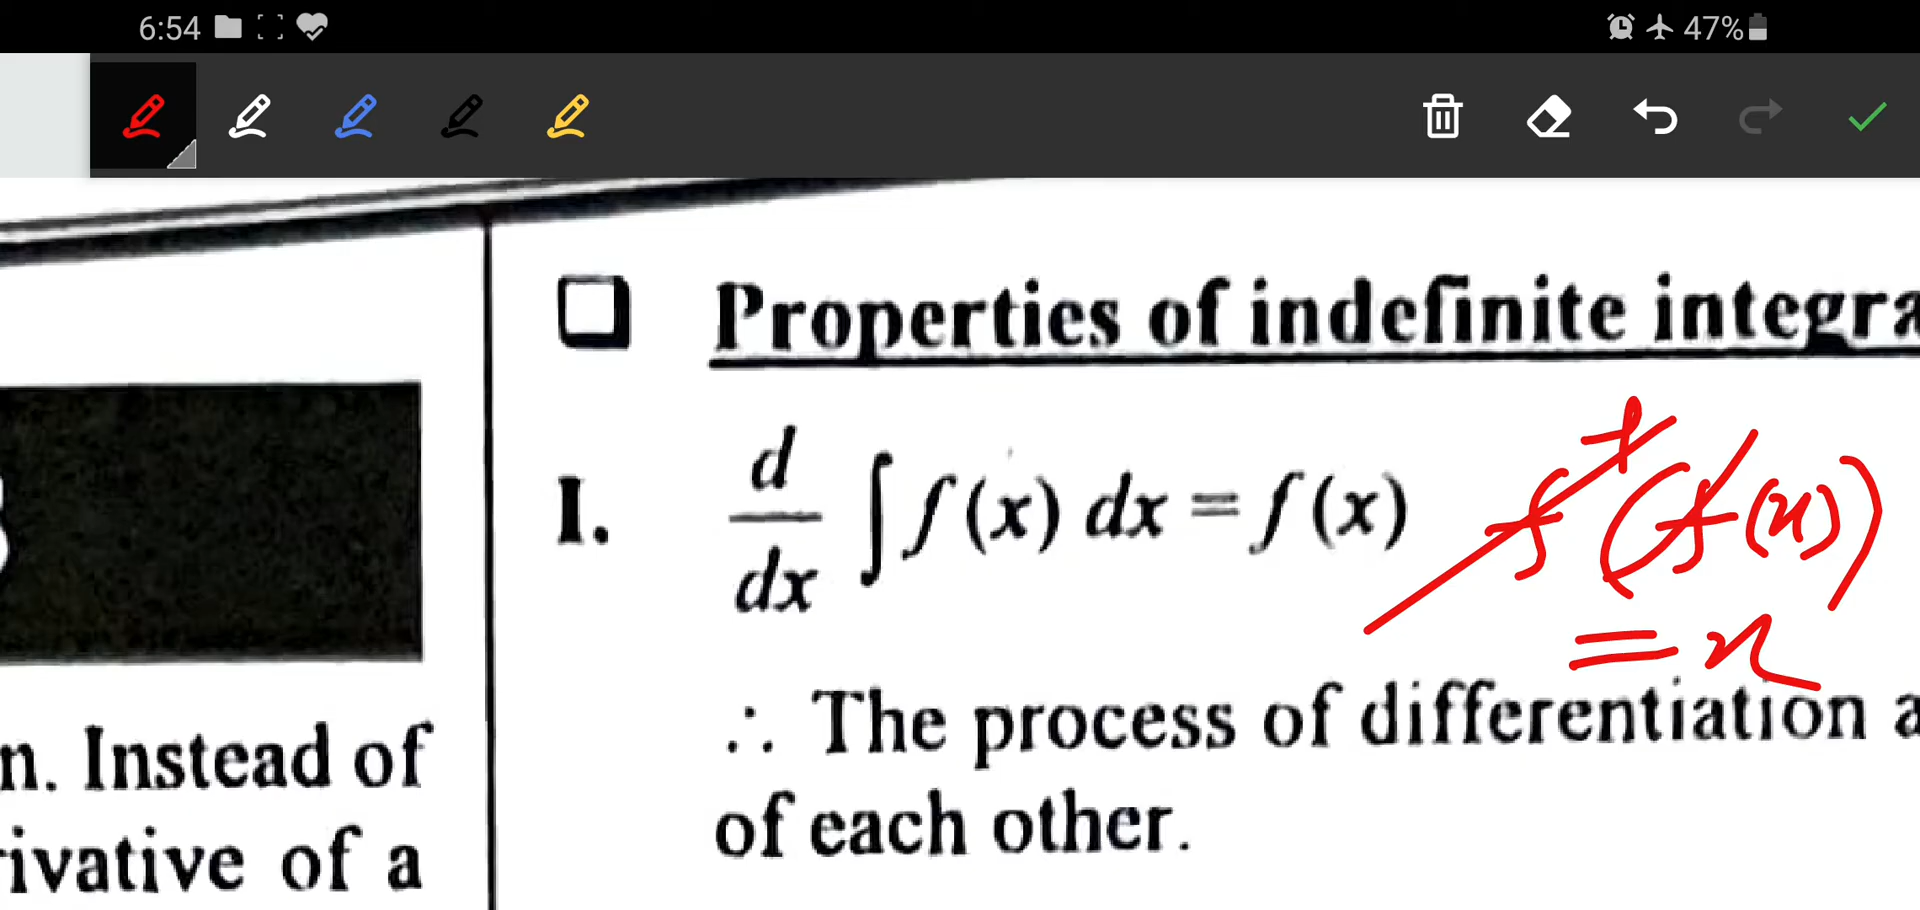 6:54 47%
Properties of indefinite integra
I. d/dx ∫ f (x) dx = f (x) f⁻¹(f(x))
= x
∴ The process of differentiation a
of each other.
n. Instead of
ivative of a